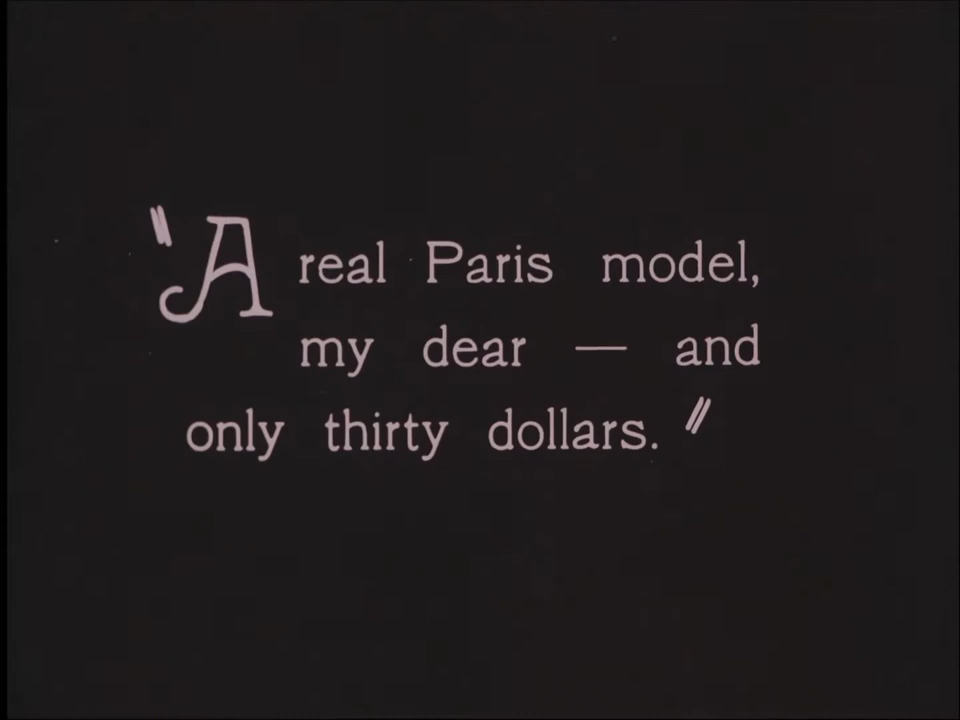 "A real Paris model,
my dear — and
only thirty dollars."